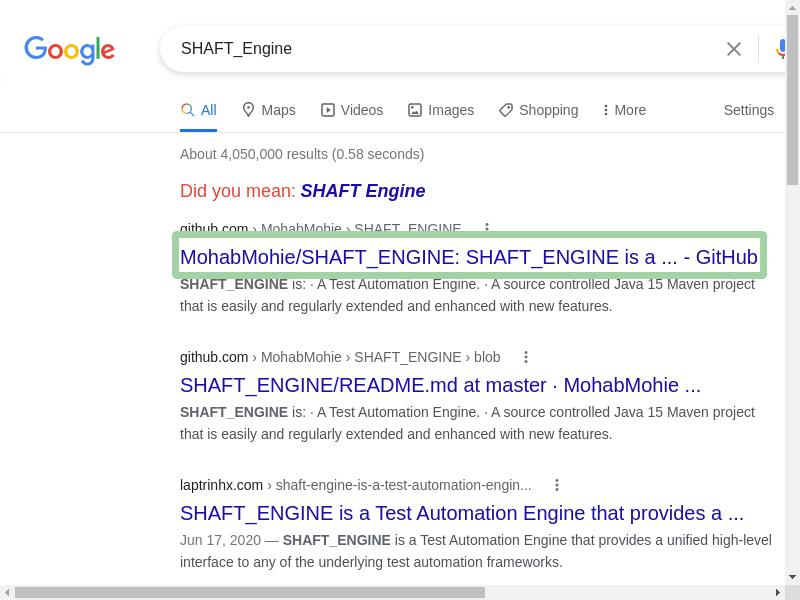 Google
SHAFT_Engine
All Maps Videos Images Shopping More Settings
About 4,050,000 results (0.58 seconds)
Did you mean: SHAFT Engine
github.com › MohabMohie › SHAFT_ENGINE
MohabMohie/SHAFT_ENGINE: SHAFT_ENGINE is a ... - GitHub
SHAFT_ENGINE is: · A Test Automation Engine. · A source controlled Java 15 Maven project
that is easily and regularly extended and enhanced with new features.
github.com › MohabMohie › SHAFT_ENGINE › blob
SHAFT_ENGINE/README.md at master · MohabMohie ...
SHAFT_ENGINE is: · A Test Automation Engine. · A source controlled Java 15 Maven project
that is easily and regularly extended and enhanced with new features.
laptrinhx.com › shaft-engine-is-a-test-automation-engin...
SHAFT_ENGINE is a Test Automation Engine that provides a ...
Jun 17, 2020 — SHAFT_ENGINE is a Test Automation Engine that provides a unified high-level
interface to any of the underlying test automation frameworks.